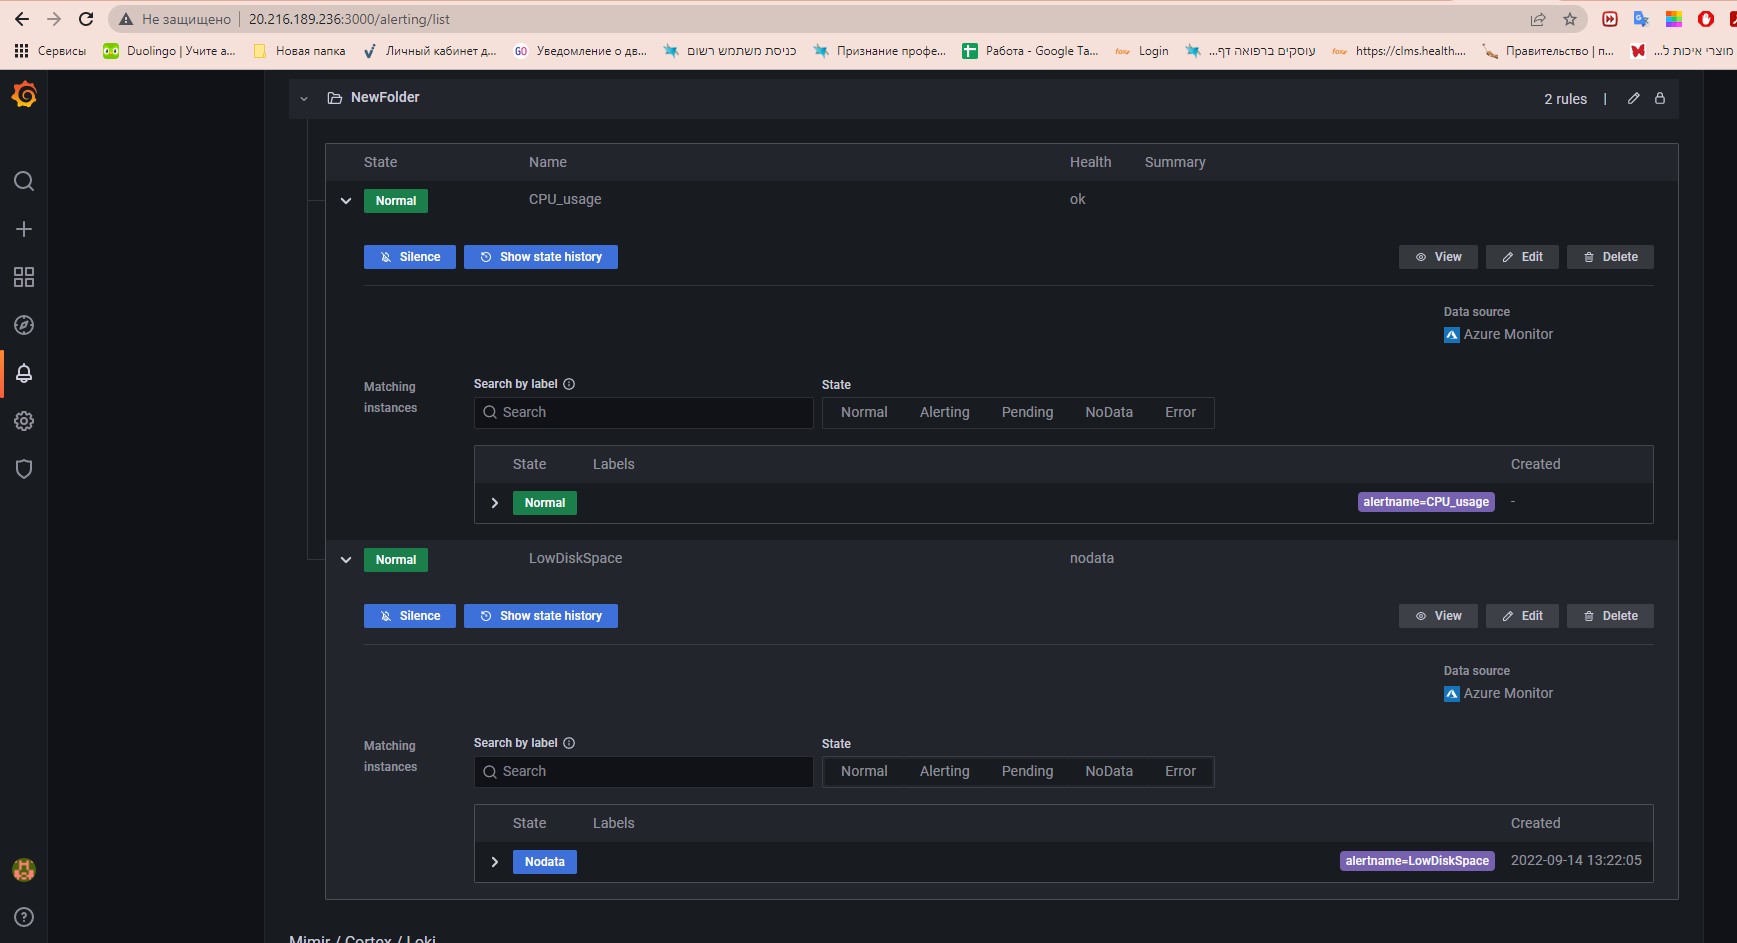 Не защищено 20.216.189.236:3000/alerting/list
Сервисы Duolingo | Учите а... Новая папка Личный кабинет д... GO Уведомление о дв... כניסת משתמש רשום Признание профе... Работа - Google Та... fox Login עוסקים ברפואה דף... fox https://clms.health.... Правительство | п... מוצרי איכות ל...
NewFolder 2 rules |
State Name Health Summary
Normal CPU_usage ok
Silence Show state history View Edit Delete
Data source
Azure Monitor
Matching instances
Search by label State
Search Normal Alerting Pending NoData Error
State Labels Created
Normal alertname=CPU_usage -
Normal LowDiskSpace nodata
Silence Show state history View Edit Delete
Data source
Azure Monitor
Matching instances
Search by label State
Search Normal Alerting Pending NoData Error
State Labels Created
Nodata alertname=LowDiskSpace 2022-09-14 13:22:05
Mimir / Cortex / Loki